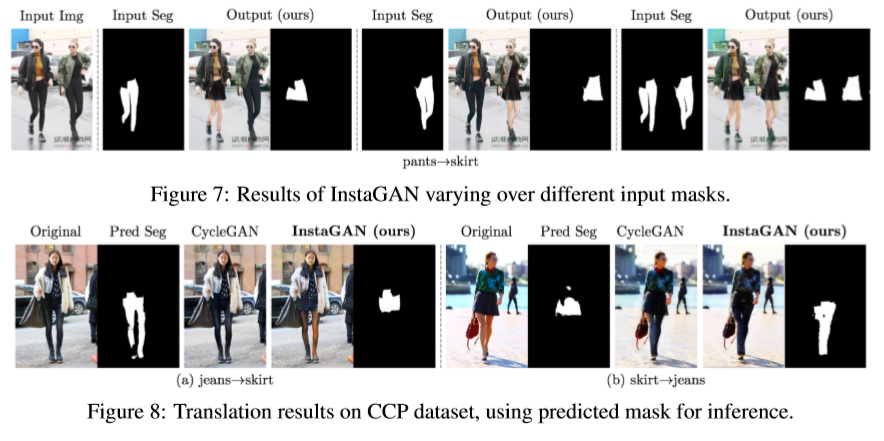 Input Img Input Seg Output (ours) Input Seg Output (ours) Input Seg Output (ours)
pants→skirt
Figure 7: Results of InstaGAN varying over different input masks.
Original Pred Seg CycleGAN InstaGAN (ours) Original Pred Seg CycleGAN InstaGAN (ours)
(a) jeans→skirt (b) skirt→jeans
Figure 8: Translation results on CCP dataset, using predicted mask for inference.